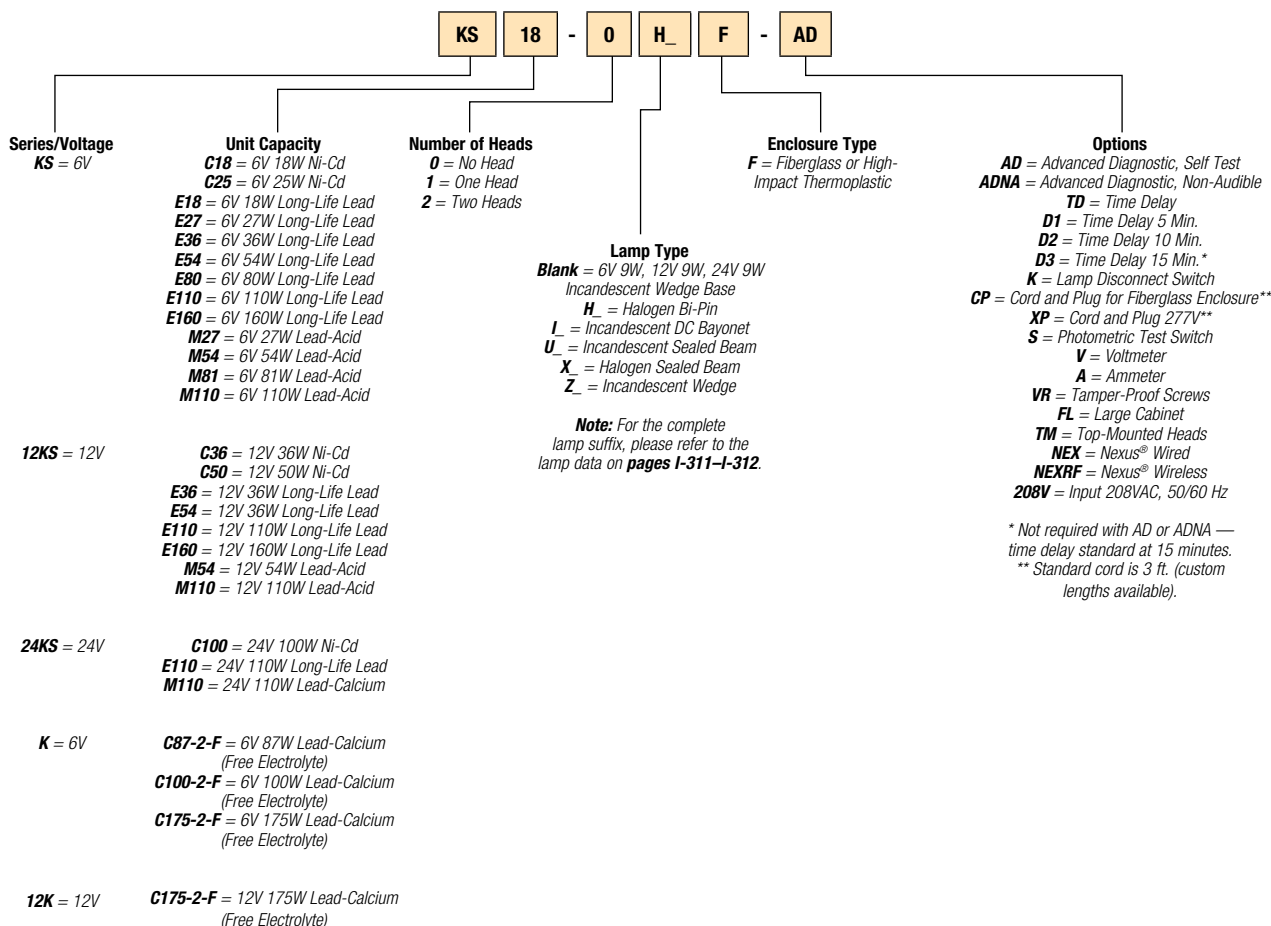 KS 18 - 0 H_ F - AD
Series/Voltage
KS = 6V
Unit Capacity
C18 = 6V 18W Ni-Cd
C25 = 6V 25W Ni-Cd
E18 = 6V 18W Long-Life Lead
E27 = 6V 27W Long-Life Lead
E36 = 6V 36W Long-Life Lead
E54 = 6V 54W Long-Life Lead
E80 = 6V 80W Long-Life Lead
E110 = 6V 110W Long-Life Lead
E160 = 6V 160W Long-Life Lead
M27 = 6V 27W Lead-Acid
M54 = 6V 54W Lead-Acid
M81 = 6V 81W Lead-Acid
M110 = 6V 110W Lead-Acid
Number of Heads
0 = No Head
1 = One Head
2 = Two Heads
Lamp Type
Blank = 6V 9W, 12V 9W, 24V 9W
Incandescent Wedge Base
H_ = Halogen Bi-Pin
I_ = Incandescent DC Bayonet
U_ = Incandescent Sealed Beam
X_ = Halogen Sealed Beam
Z_ = Incandescent Wedge
Note: For the complete
lamp suffix, please refer to the
lamp data on pages I-311–I-312.
Enclosure Type
F = Fiberglass or High-
Impact Thermoplastic
Options
AD = Advanced Diagnostic, Self Test
ADNA = Advanced Diagnostic, Non-Audible
TD = Time Delay
D1 = Time Delay 5 Min.
D2 = Time Delay 10 Min.
D3 = Time Delay 15 Min.*
K = Lamp Disconnect Switch
CP = Cord and Plug for Fiberglass Enclosure**
XP = Cord and Plug 277V**
S = Photometric Test Switch
V = Voltmeter
A = Ammeter
VR = Tamper-Proof Screws
FL = Large Cabinet
TM = Top-Mounted Heads
NEX = Nexus® Wired
NEXRF = Nexus® Wireless
208V = Input 208VAC, 50/60 Hz
* Not required with AD or ADNA —
time delay standard at 15 minutes.
** Standard cord is 3 ft. (custom
lengths available).
12KS = 12V
C36 = 12V 36W Ni-Cd
C50 = 12V 50W Ni-Cd
E36 = 12V 36W Long-Life Lead
E54 = 12V 36W Long-Life Lead
E110 = 12V 110W Long-Life Lead
E160 = 12V 160W Long-Life Lead
M54 = 12V 54W Lead-Acid
M110 = 12V 110W Lead-Acid
24KS = 24V
C100 = 24V 100W Ni-Cd
E110 = 24V 110W Long-Life Lead
M110 = 24V 110W Lead-Calcium
K = 6V
C87-2-F = 6V 87W Lead-Calcium
(Free Electrolyte)
C100-2-F = 6V 100W Lead-Calcium
(Free Electrolyte)
C175-2-F = 6V 175W Lead-Calcium
(Free Electrolyte)
12K = 12V
C175-2-F = 12V 175W Lead-Calcium
(Free Electrolyte)